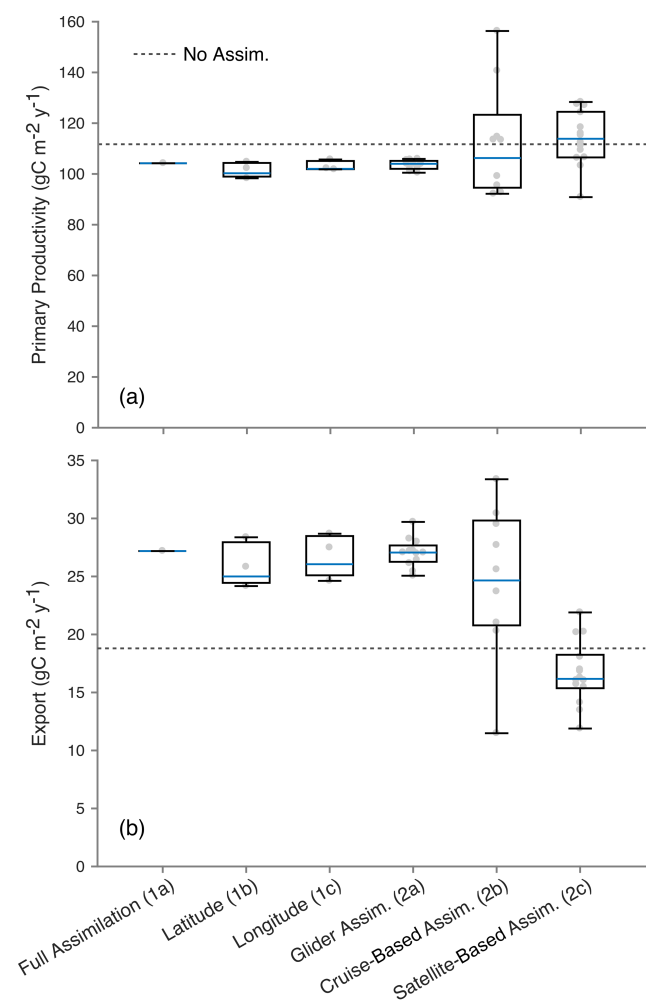 160
140
120
100
80
60
40
20
0
Primary Productivity (gC m-2 y-1)
No Assim.
(a)
35
30
25
20
15
10
5
0
Export (gC m-2 y-1)
(b)
Full Assimilation (1a)
Latitude (1b)
Longitude (1c)
Glider Assim. (2a)
Cruise-Based Assim. (2b)
Satellite-Based Assim. (2c)